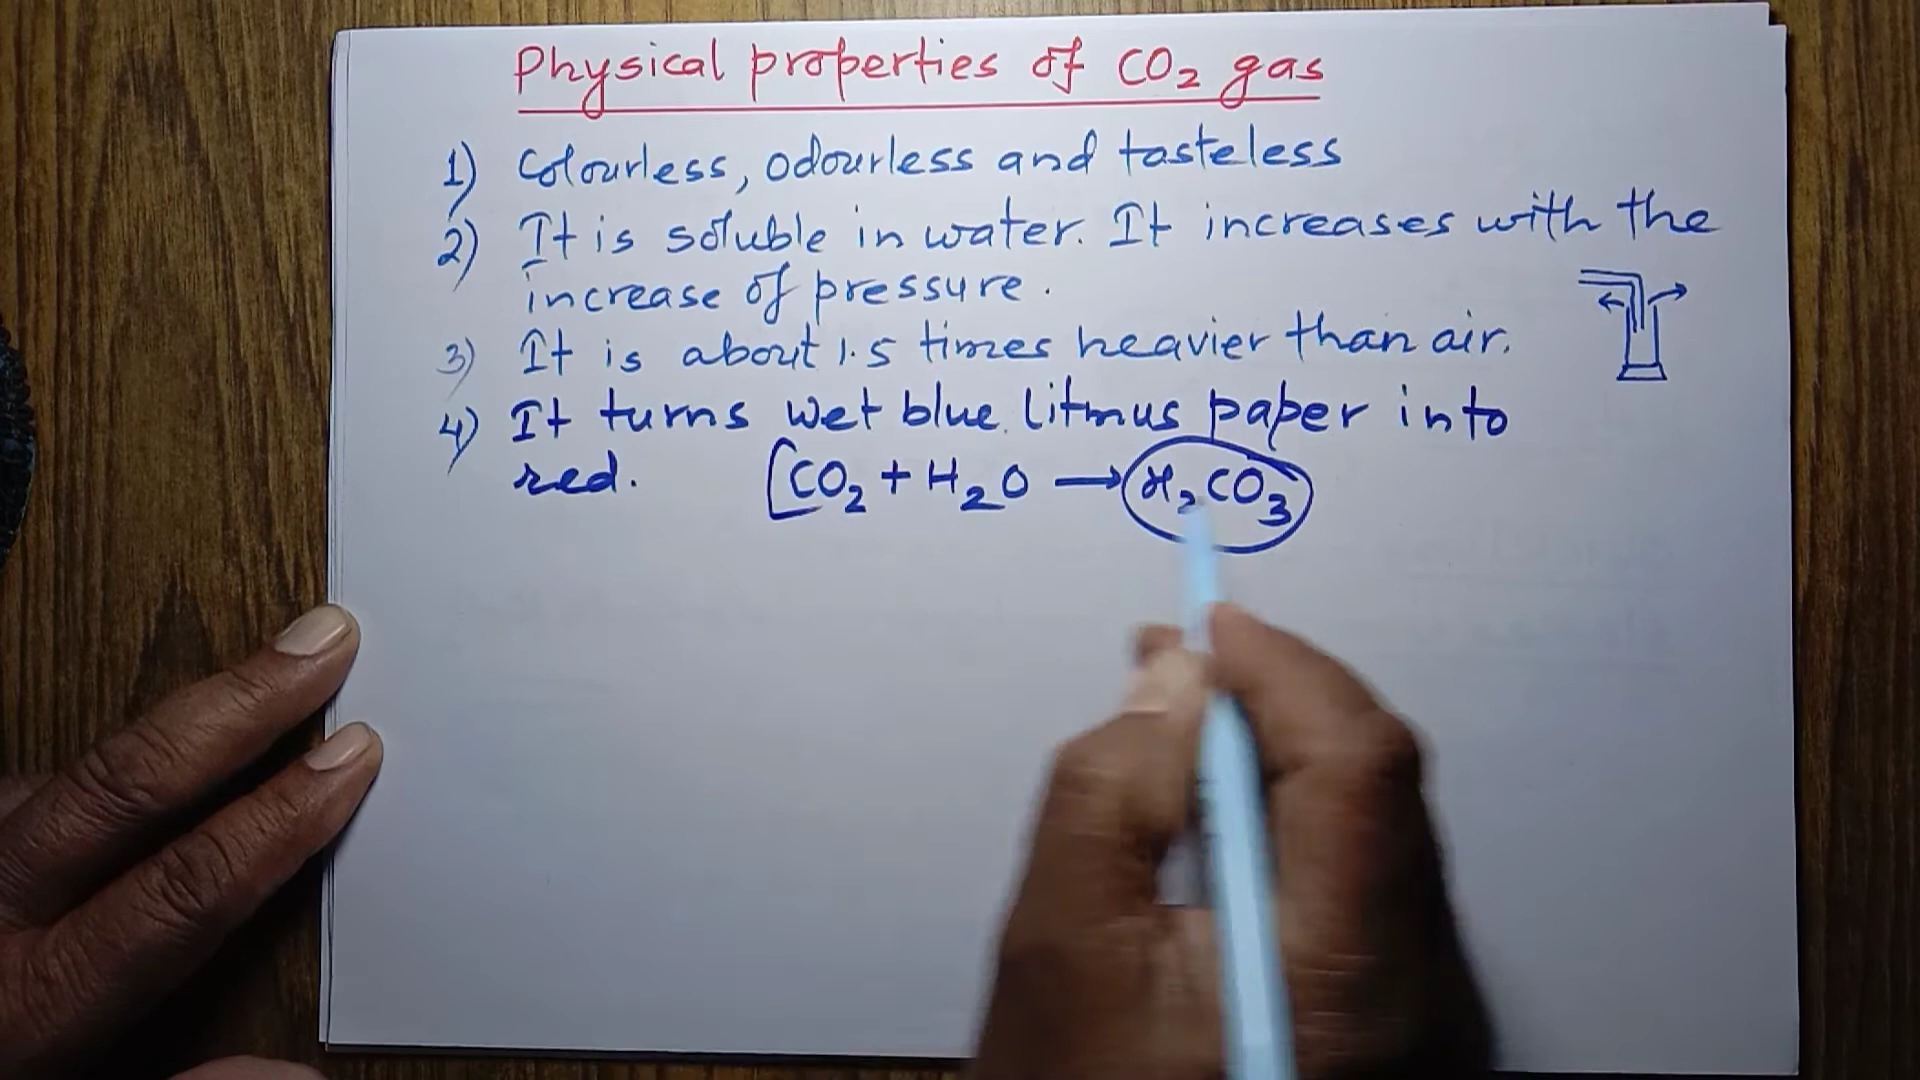 Physical properties of CO₂ gas
1) Colourless, odourless and tasteless
2) It is soluble in water. It increases with the
increase of pressure.
3) It is about 1.5 times heavier than air.
4) It turns wet blue litmus paper into
red. [CO₂ + H₂O → H₂CO₃